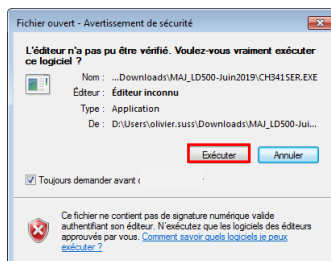 Fichier ouvert - Avertissement de sécurité
L'éditeur n'a pas pu être vérifié. Voulez-vous vraiment exécuter
ce logiciel ?
Nom : ...Downloads\MAJ_LD500-Juin2019\CH341SER.EXE
Éditeur : Éditeur inconnu
Type : Application
De : D:\Users\olivier.suss\Downloads\MAJ_LD500-Jui...
Exécuter Annuler
Toujours demander avant
Ce fichier ne contient pas de signature numérique valide
authentifiant son éditeur. N'exécutez que les logiciels des éditeurs
approuvés par vous. Comment savoir quels logiciels je peux
exécuter ?